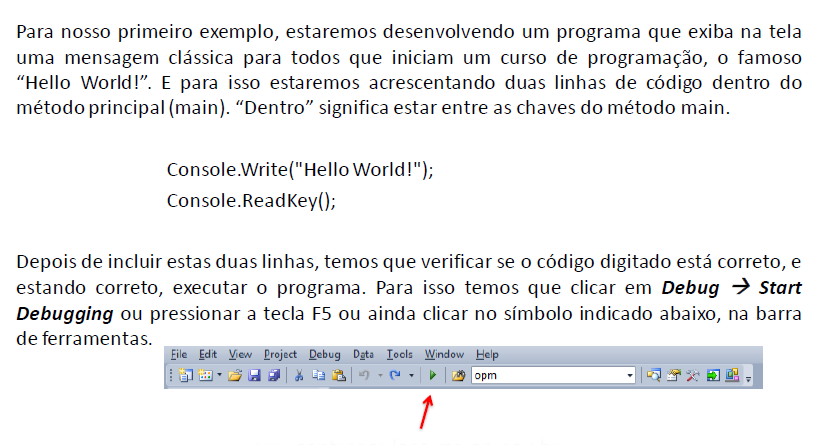 Para nosso primeiro exemplo, estaremos desenvolvendo um programa que exiba na tela
uma mensagem clássica para todos que iniciam um curso de programação, o famoso
“Hello World!”. E para isso estaremos acrescentando duas linhas de código dentro do
método principal (main). “Dentro” significa estar entre as chaves do método main.
Console.Write("Hello World!");
Console.ReadKey();
Depois de incluir estas duas linhas, temos que verificar se o código digitado está correto, e
estando correto, executar o programa. Para isso temos que clicar em Debug → Start
Debugging ou pressionar a tecla F5 ou ainda clicar no símbolo indicado abaixo, na barra
de ferramentas.
File Edit View Project Debug Data Tools Window Help
opm